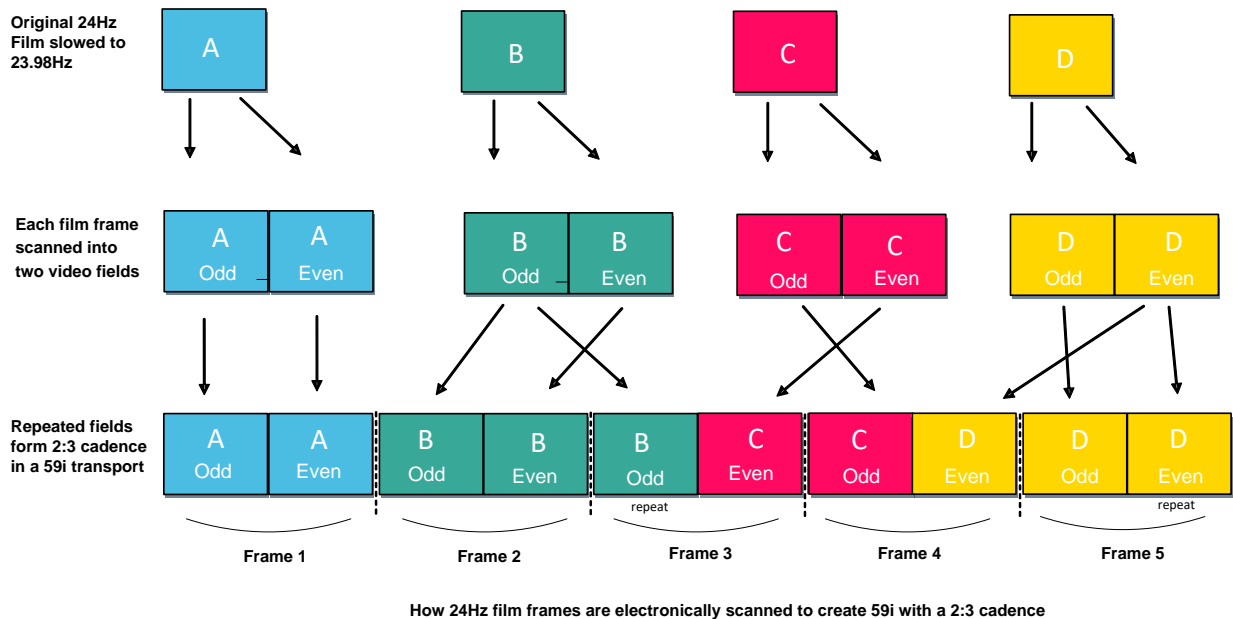 Original 24Hz
Film slowed to
23.98Hz
A
B
C
D
Each film frame
scanned into
two video fields
A
Odd
A
Even
B
Odd
B
Even
C
Odd
C
Even
D
Odd
D
Even
Repeated fields
form 2:3 cadence
in a 59i transport
A
Odd
A
Even
B
Odd
B
Even
B
Odd
C
Even
C
Odd
D
Even
D
Odd
D
Even
repeat
repeat
Frame 1
Frame 2
Frame 3
Frame 4
Frame 5
How 24Hz film frames are electronically scanned to create 59i with a 2:3 cadence